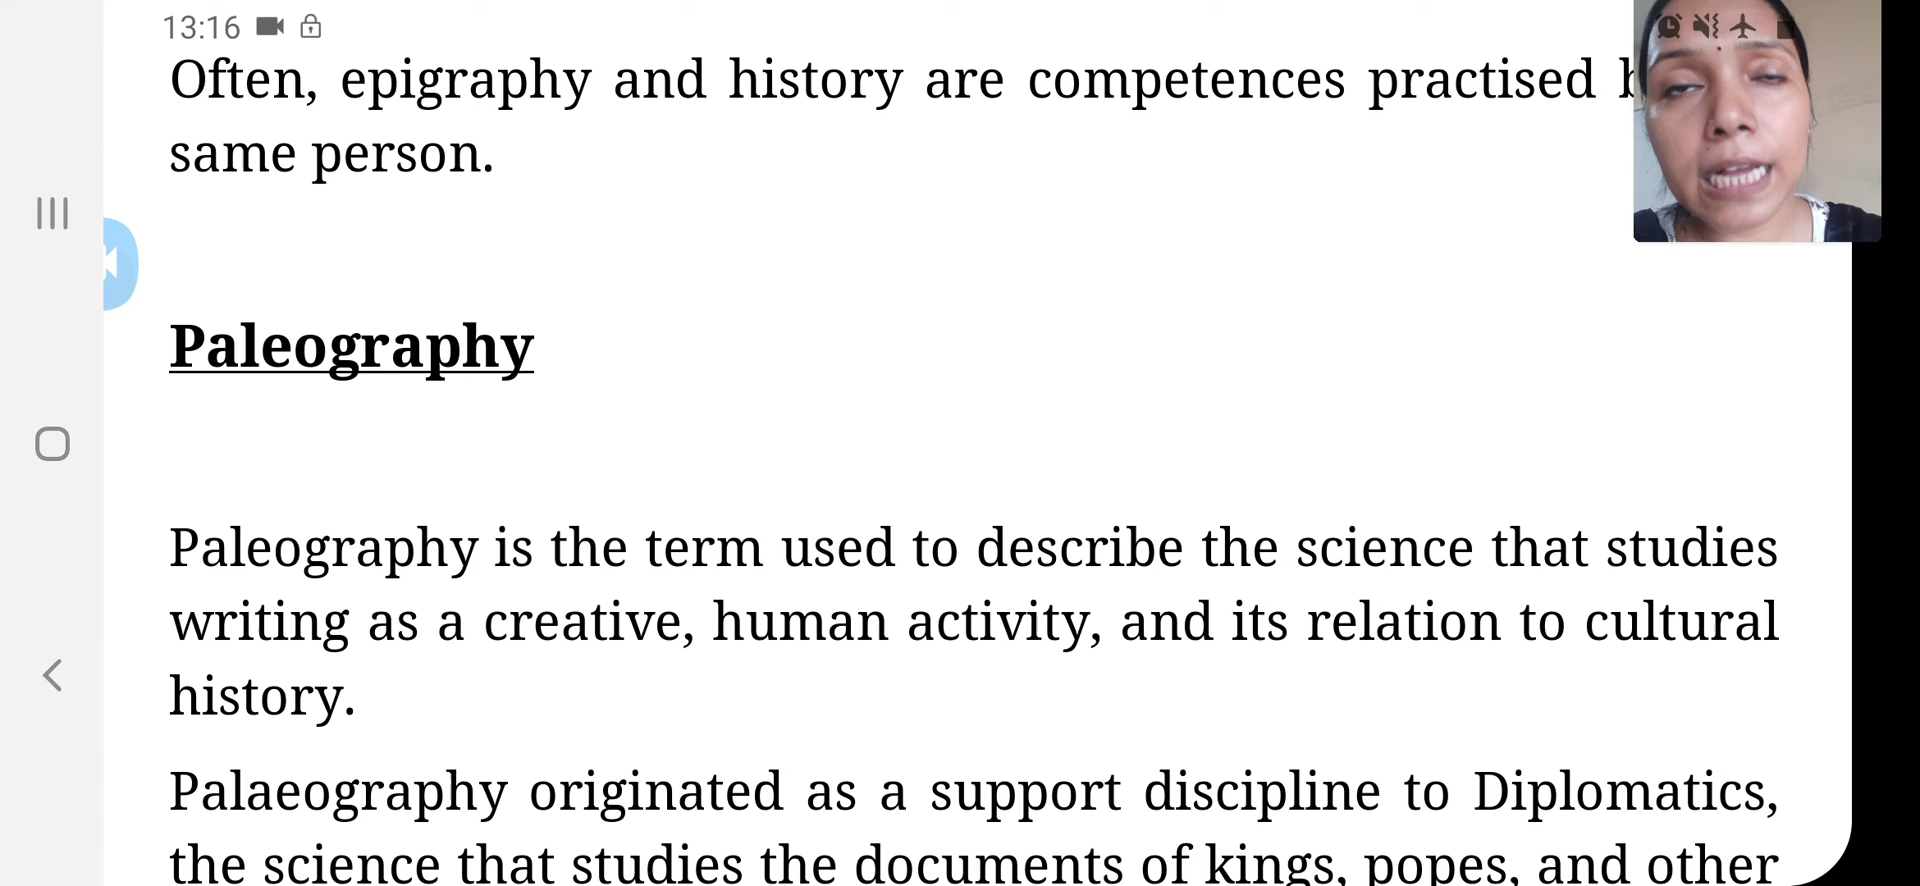 13:16
Often, epigraphy and history are competences practised
same person.
Paleography
Paleography is the term used to describe the science that studies
writing as a creative, human activity, and its relation to cultural
history.
Palaeography originated as a support discipline to Diplomatics,
the science that studies the documents of kings, popes, and other